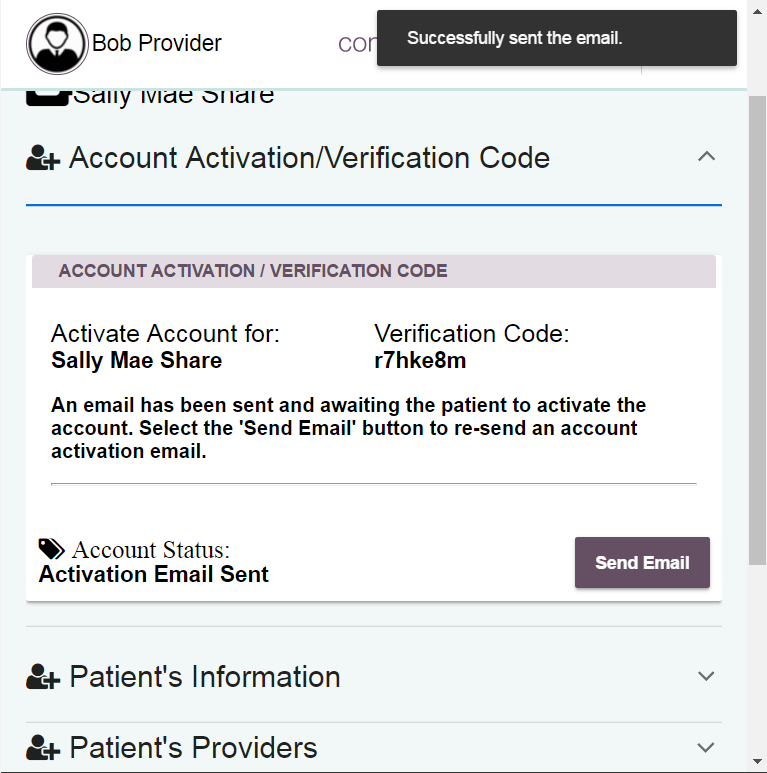 Bob Provider
con
Successfully sent the email.
Sally Mae Share
Account Activation/Verification Code
ACCOUNT ACTIVATION / VERIFICATION CODE
Activate Account for:
Sally Mae Share
Verification Code:
r7hke8m
An email has been sent and awaiting the patient to activate the
account. Select the 'Send Email' button to re-send an account
activation email.
Account Status:
Activation Email Sent
Send Email
Patient's Information
Patient's Providers